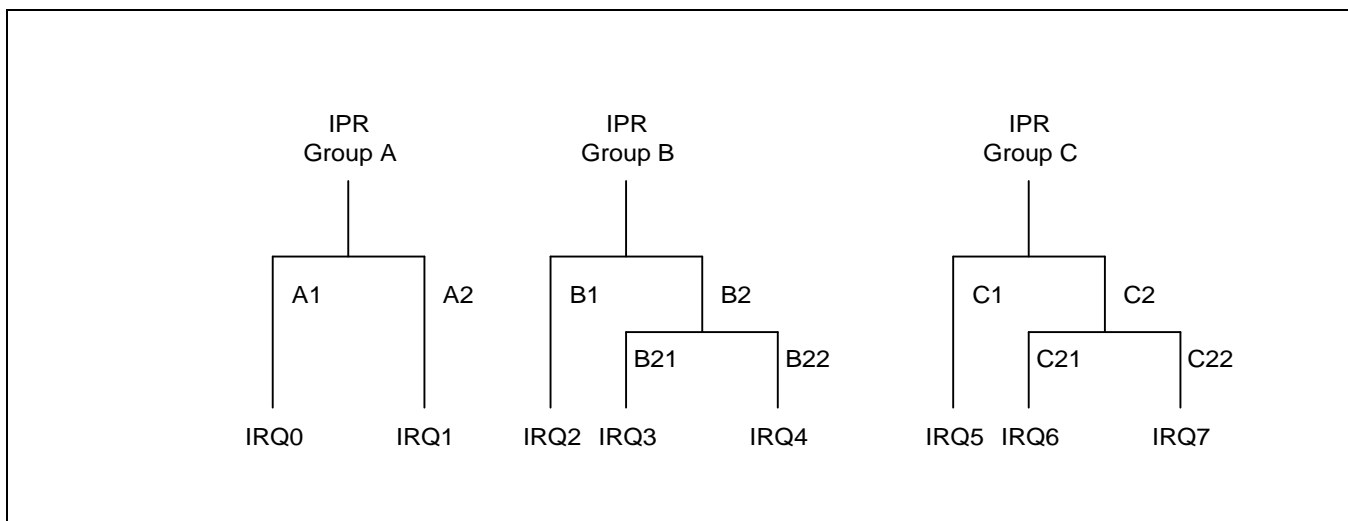 IPR
Group A
IPR
Group B
IPR
Group C
A1
A2
B1
B2
C1
C2
B21
B22
C21
C22
IRQ0
IRQ1
IRQ2
IRQ3
IRQ4
IRQ5
IRQ6
IRQ7